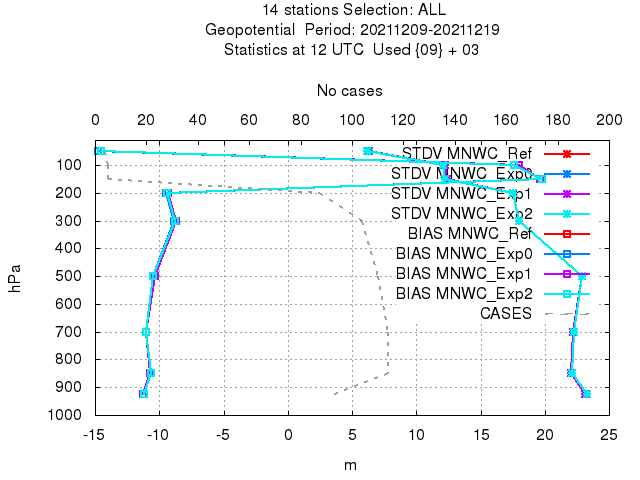 14 stations Selection: ALL
Geopotential  Period: 20211209-20211219
Statistics at 12 UTC  Used {09} + 03
No cases
0 20 40 60 80 100 120 140 160 180 200
STDV MNWC_Ref
100
STDV MNWC_Exp0
200
STDV MNWC_Exp1
STDV MNWC_Exp2
300
BIAS MNWC_Ref
400
BIAS MNWC_Exp0
500
BIAS MNWC_Exp1
BIAS MNWC_Exp2
600
CASES
700
800
900
1000
hPa
-15 -10 -5 0 5 10 15 20 25
m